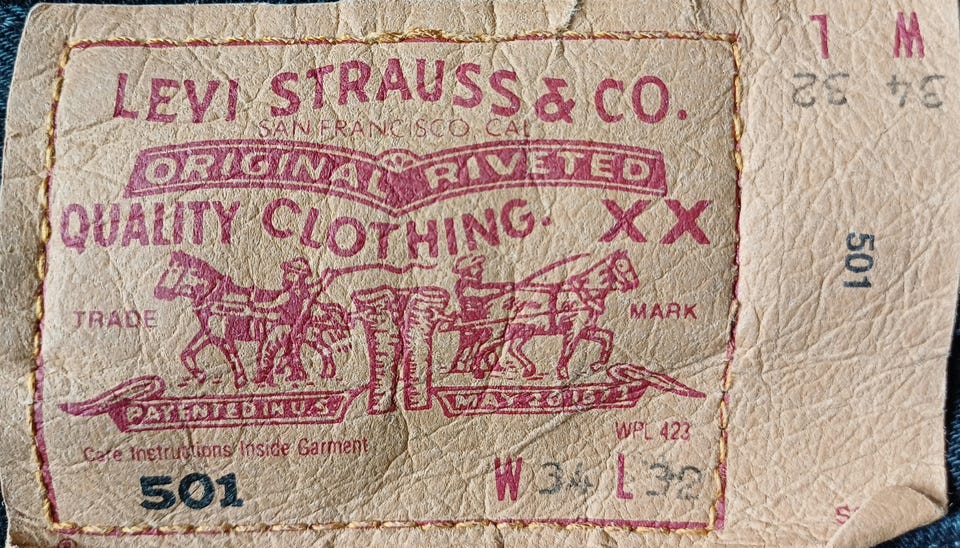 LEVI STRAUSS & CO.
SAN FRANCISCO, CAL
ORIGINAL RIVETED
QUALITY CLOTHING. XX
TRADE MARK
PATENTED IN U.S
MAY 20 1873
WPL 423
Care Instructions Inside Garment
501
W 34 L 32
W L
34 32
501